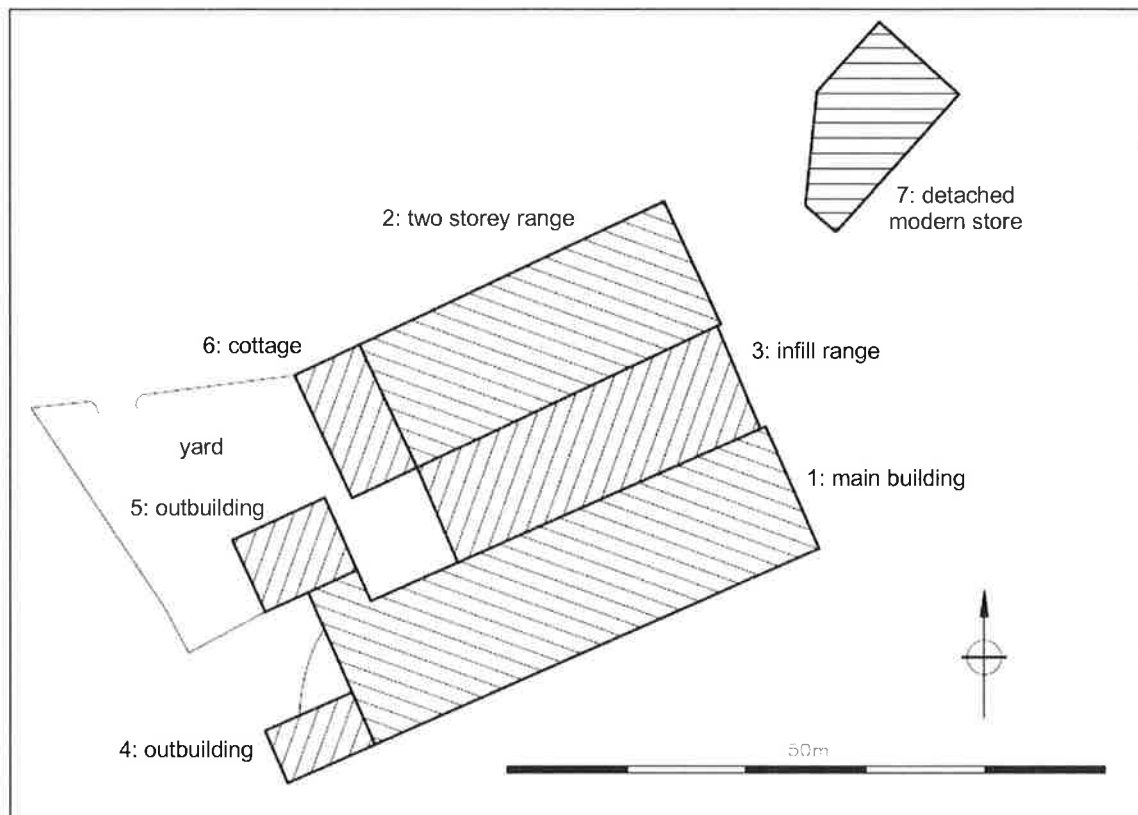 7: detached
modern store
2: two storey range
6: cottage
3: infill range
yard
1: main building
5: outbuilding
4: outbuilding
50m